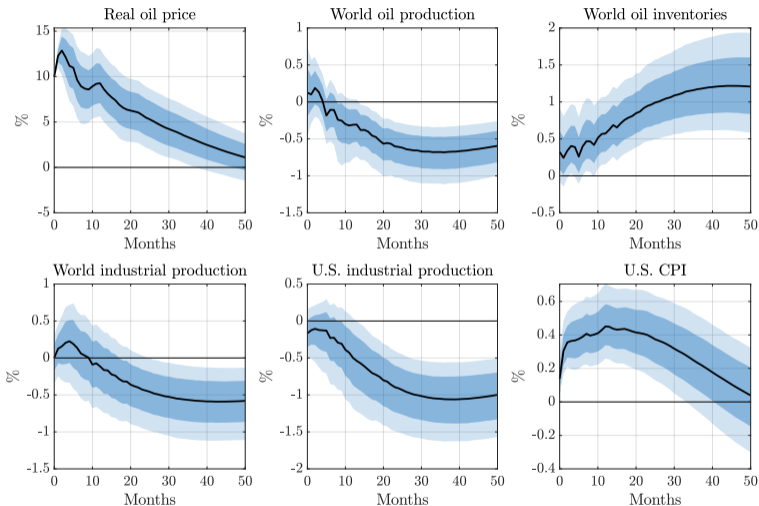 Real oil price
15
10
5
0
-5
%
0 10 20 30 40 50
Months
World oil production
1
0.5
0
-0.5
-1
-1.5
%
0 10 20 30 40 50
Months
World oil inventories
2
1.5
1
0.5
0
-0.5
%
0 10 20 30 40 50
Months
World industrial production
1
0.5
0
-0.5
-1
-1.5
%
0 10 20 30 40 50
Months
U.S. industrial production
0.5
0
-0.5
-1
-1.5
-2
%
0 10 20 30 40 50
Months
U.S. CPI
0.6
0.4
0.2
0
-0.2
-0.4
%
0 10 20 30 40 50
Months